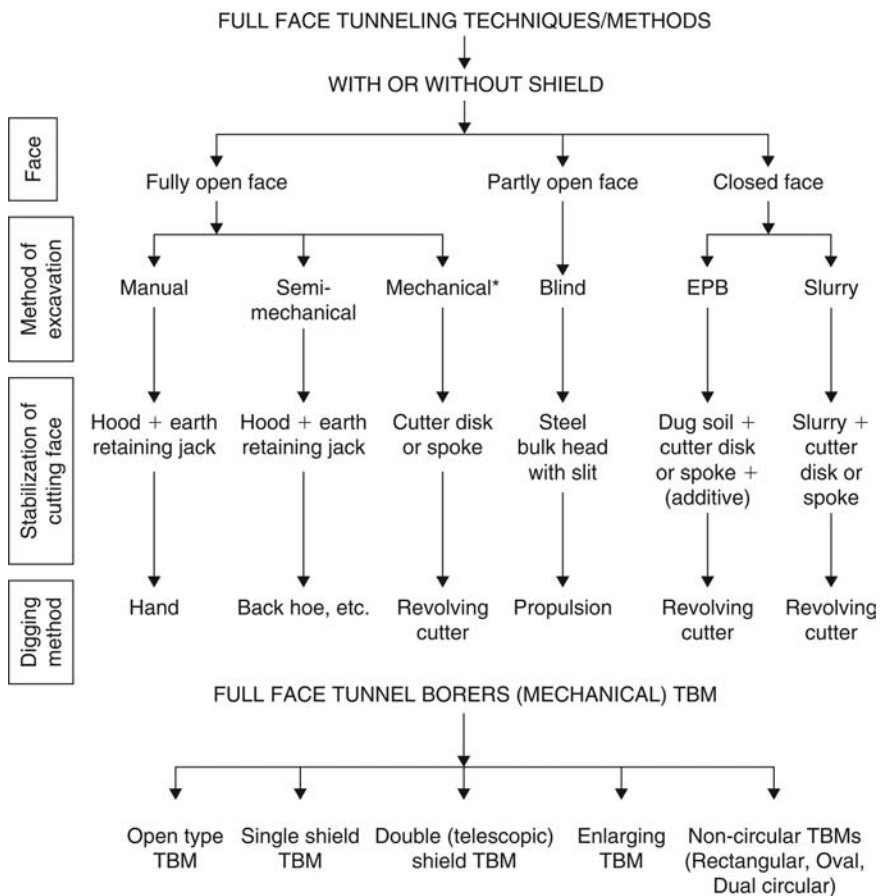 FULL FACE TUNNELING TECHNIQUES/METHODS
WITH OR WITHOUT SHIELD
Face
Fully open face
Partly open face
Closed face
Method of
excavation
Manual
Semi-
mechanical
Mechanical*
Blind
EPB
Slurry
Stabilization of
cutting face
Hood + earth
retaining jack
Hood + earth
retaining jack
Cutter disk
or spoke
Steel
bulk head
with slit
Dug soil +
cutter disk
or spoke +
(additive)
Slurry +
cutter
disk or
spoke
Digging
method
Hand
Back hoe, etc.
Revolving
cutter
Propulsion
Revolving
cutter
Revolving
cutter
FULL FACE TUNNEL BORERS (MECHANICAL) TBM
Open type
TBM
Single shield
TBM
Double (telescopic)
shield TBM
Enlarging
TBM
Non-circular TBMs
(Rectangular, Oval,
Dual circular)